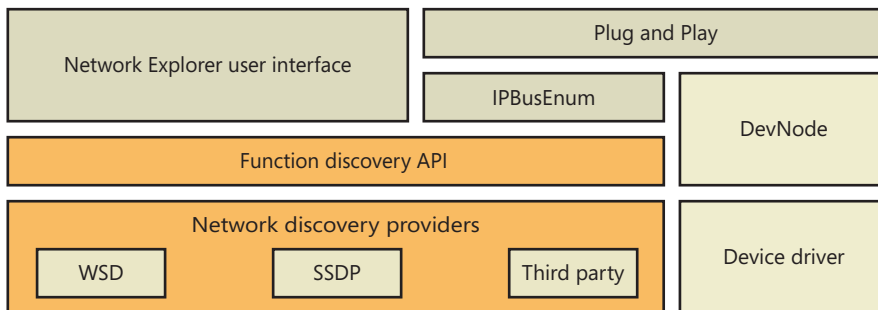 Network Explorer user interface
Plug and Play
IPBusEnum
DevNode
Function discovery API
Network discovery providers
WSD
SSDP
Third party
Device driver